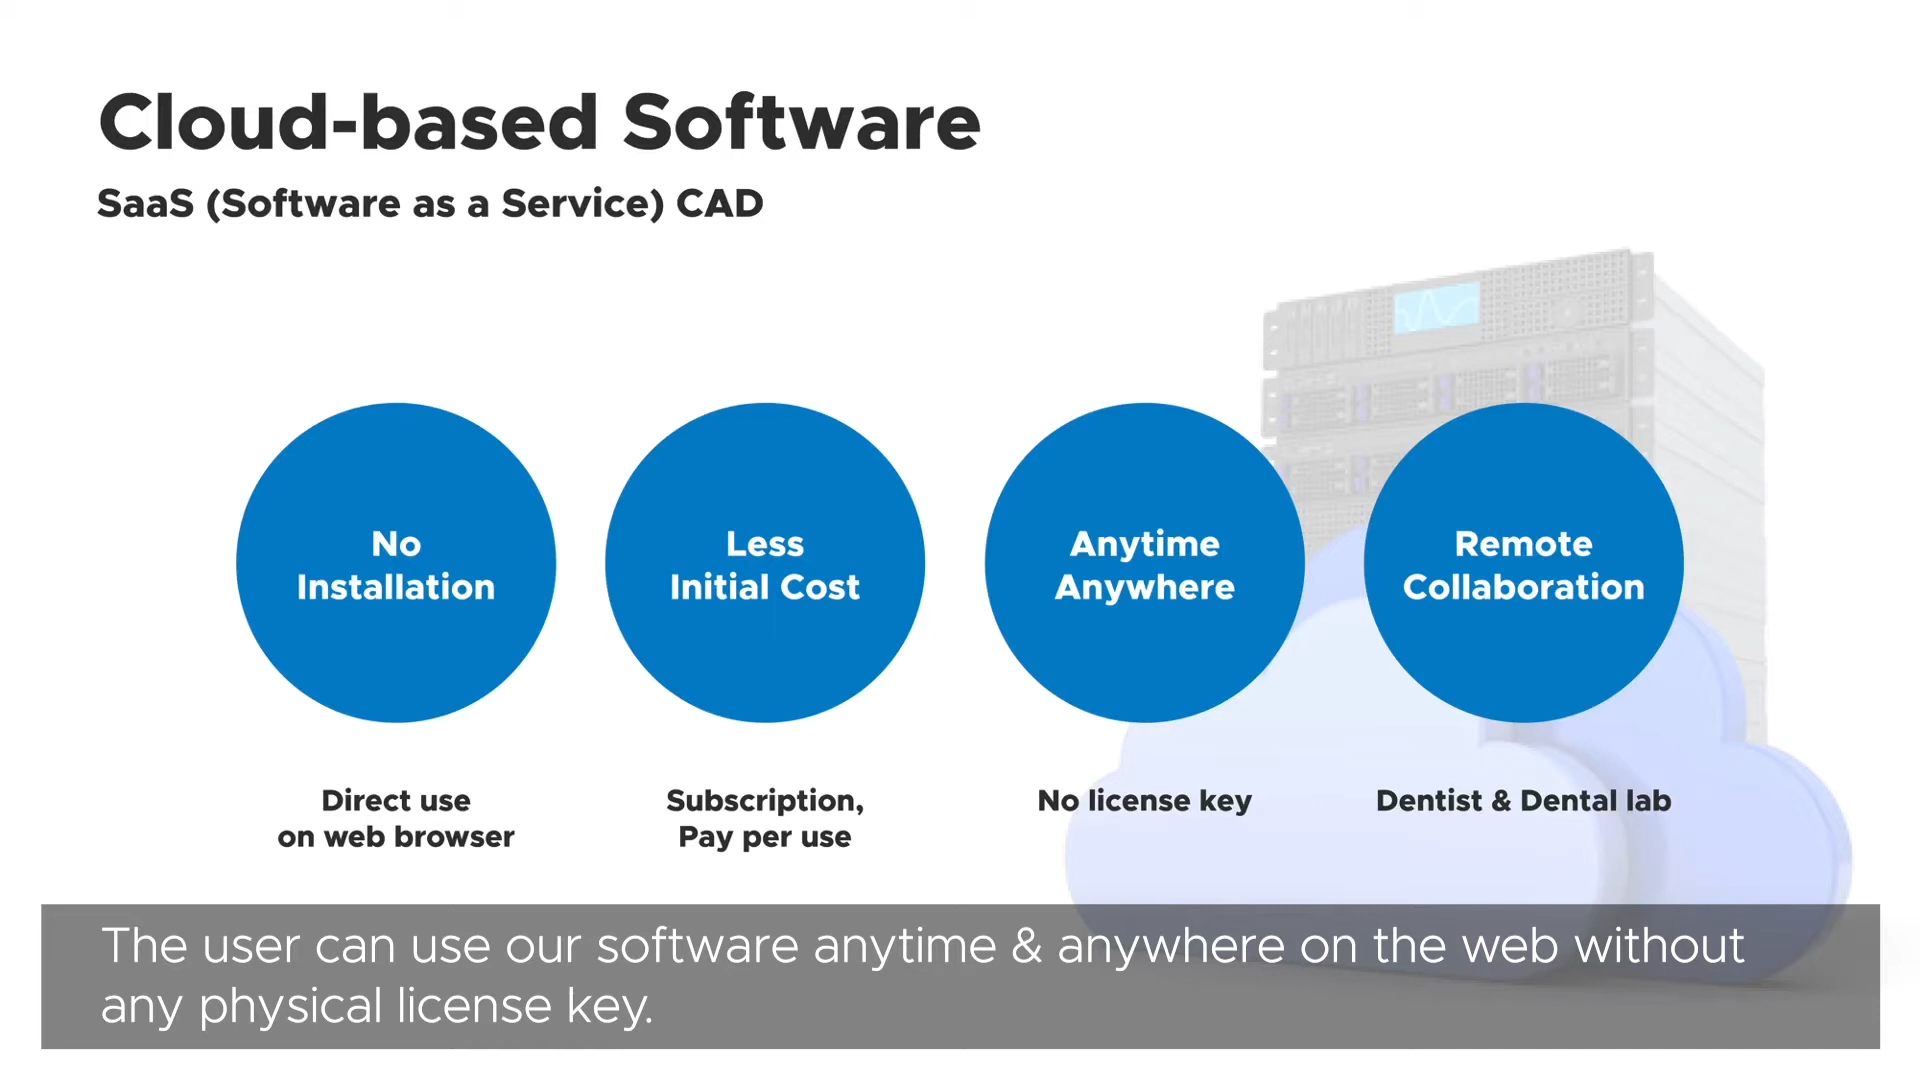 Cloud-based Software
SaaS (Software as a Service) CAD
No
Installation
Less
Initial Cost
Anytime
Anywhere
Remote
Collaboration
Direct use
on web browser
Subscription,
Pay per use
No license key
Dentist & Dental lab
The user can use our software anytime & anywhere on the web without
any physical license key.